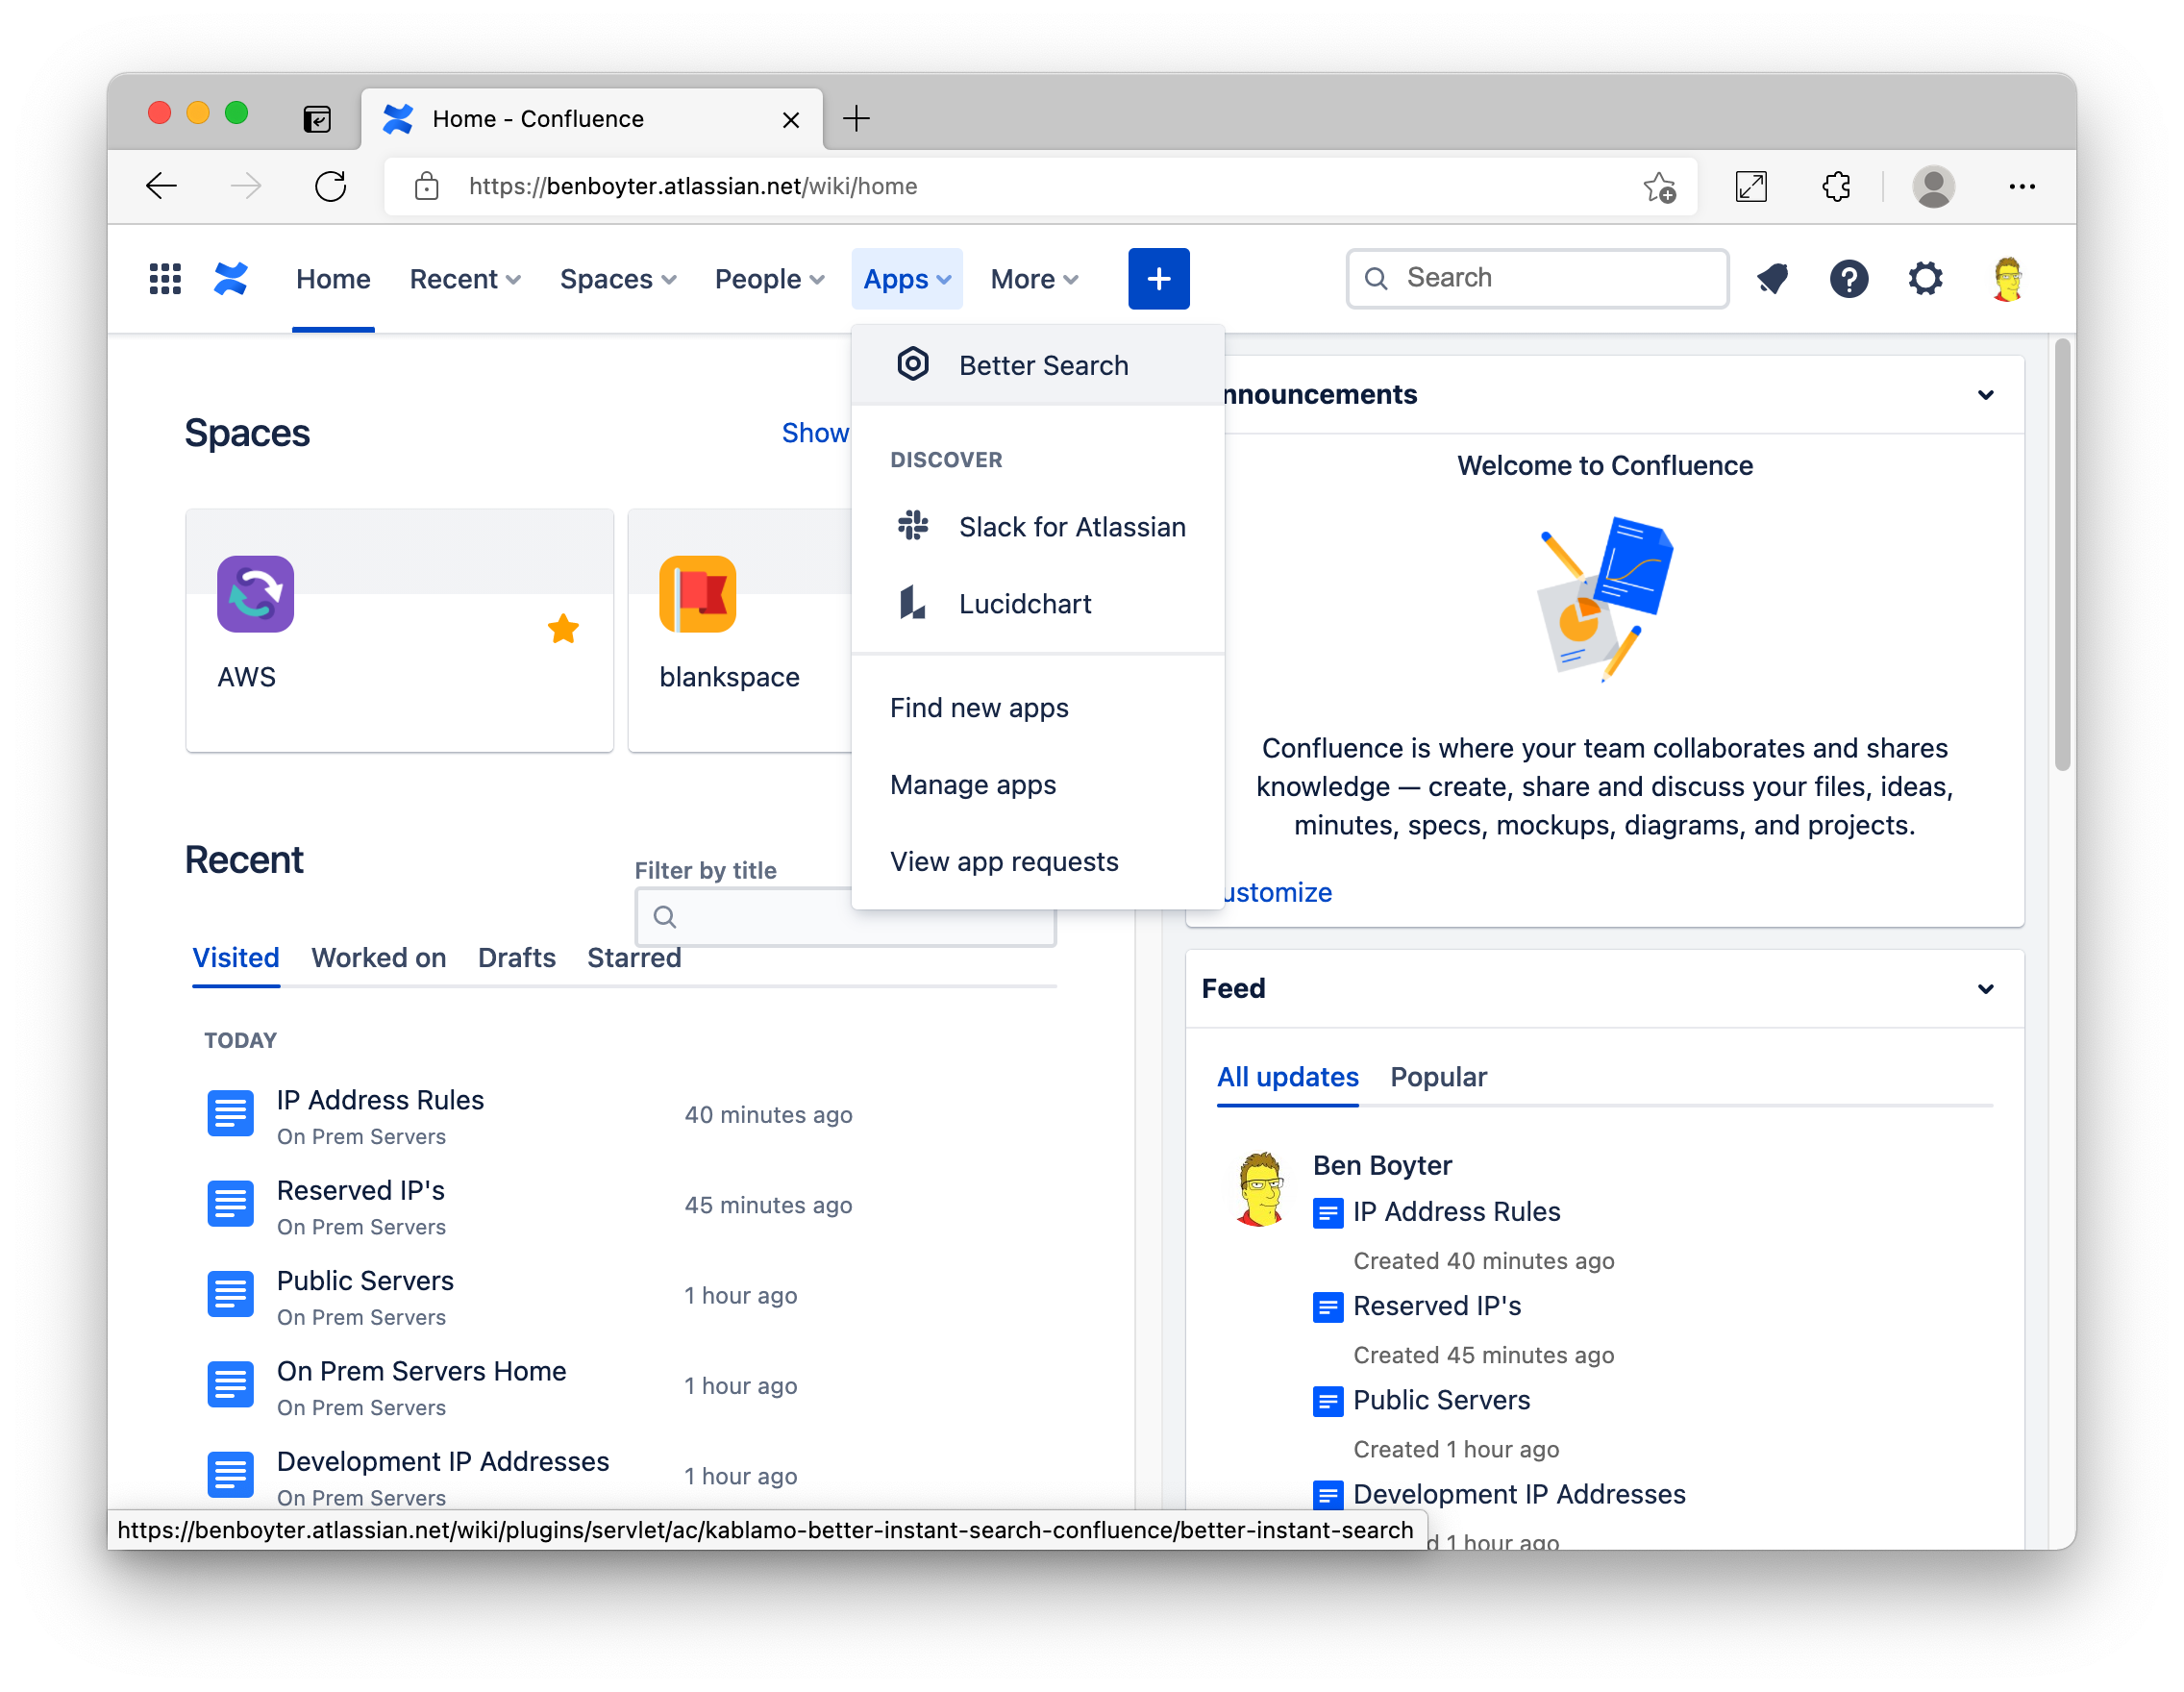 Home - Confluence
https://benboyter.atlassian.net/wiki/home
Home
Recent
Spaces
People
Apps
More
Search
Better Search
DISCOVER
Slack for Atlassian
Lucidchart
Find new apps
Manage apps
View app requests
Spaces
Show
AWS
blankspace
Recent
Filter by title
Visited
Worked on
Drafts
Starred
TODAY
IP Address Rules
On Prem Servers
40 minutes ago
Reserved IP's
On Prem Servers
45 minutes ago
Public Servers
On Prem Servers
1 hour ago
On Prem Servers Home
On Prem Servers
1 hour ago
Development IP Addresses
On Prem Servers
1 hour ago
nnouncements
Welcome to Confluence
Confluence is where your team collaborates and shares
knowledge — create, share and discuss your files, ideas,
minutes, specs, mockups, diagrams, and projects.
ustomize
Feed
All updates
Popular
Ben Boyter
IP Address Rules
Created 40 minutes ago
Reserved IP's
Created 45 minutes ago
Public Servers
Created 1 hour ago
Development IP Addresses
d 1 hour ago
https://benboyter.atlassian.net/wiki/plugins/servlet/ac/kablamo-better-instant-search-confluence/better-instant-search